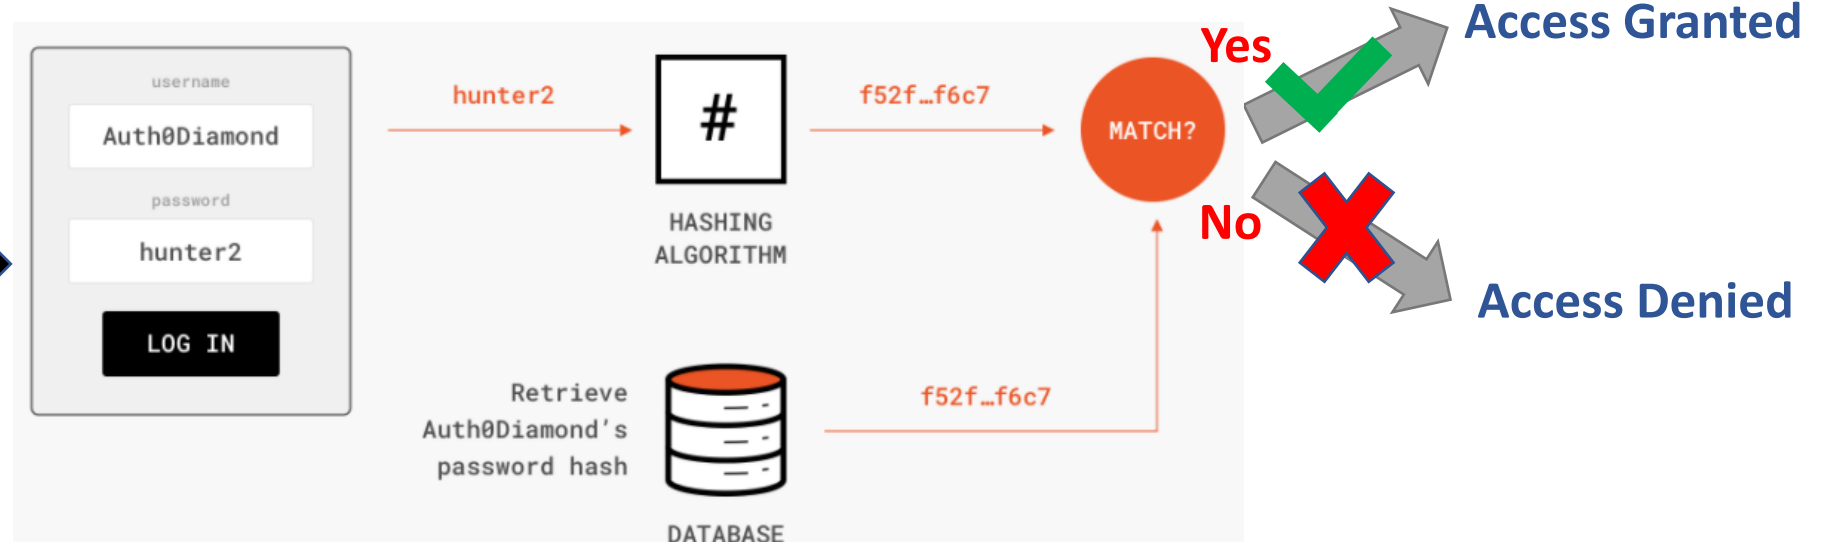 username
Auth0Diamond
password
hunter2
LOG IN
hunter2
#
HASHING
ALGORITHM
f52f…f6c7
MATCH?
Yes
Access Granted
No
Access Denied
Retrieve
Auth0Diamond’s
password hash
DATABASE
f52f…f6c7